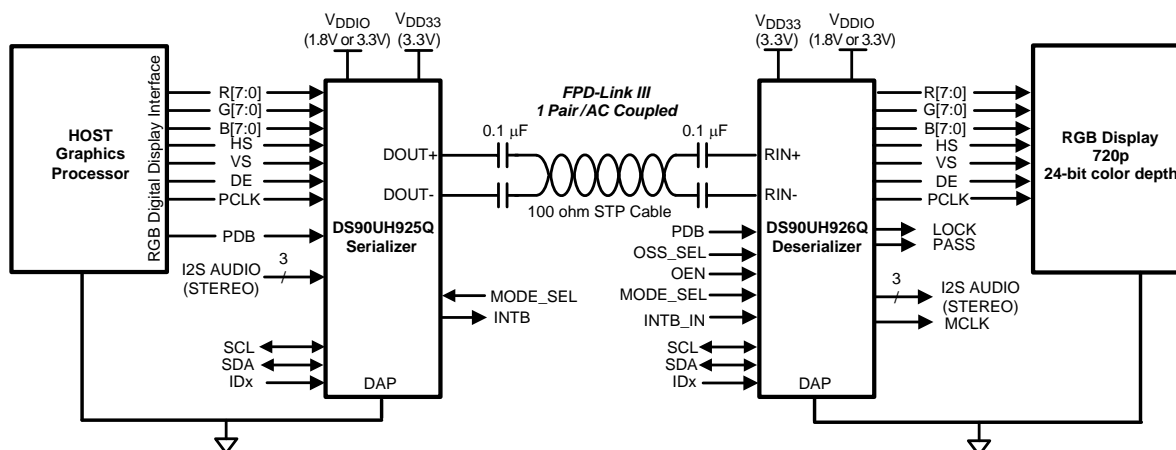 VDDIO
(1.8V or 3.3V)
VDD33
(3.3V)
VDD33
(3.3V)
VDDIO
(1.8V or 3.3V)
HOST
Graphics
Processor
RGB Digital Display Interface
R[7:0]
G[7:0]
B[7:0]
HS
VS
DE
PCLK
PDB
I2S AUDIO
(STEREO)
3
SCL
SDA
IDx
DOUT+
DOUT-
DS90UH925Q
Serializer
DAP
MODE_SEL
INTB
FPD-Link III
1 Pair /AC Coupled
0.1 µF
0.1 µF
100 ohm STP Cable
PDB
OSS_SEL
OEN
MODE_SEL
INTB_IN
SCL
SDA
IDx
RIN+
RIN-
DS90UH926Q
Deserializer
DAP
R[7:0]
G[7:0]
B[7:0]
HS
VS
DE
PCLK
LOCK
PASS
3
I2S AUDIO
(STEREO)
MCLK
RGB Display
720p
24-bit color depth